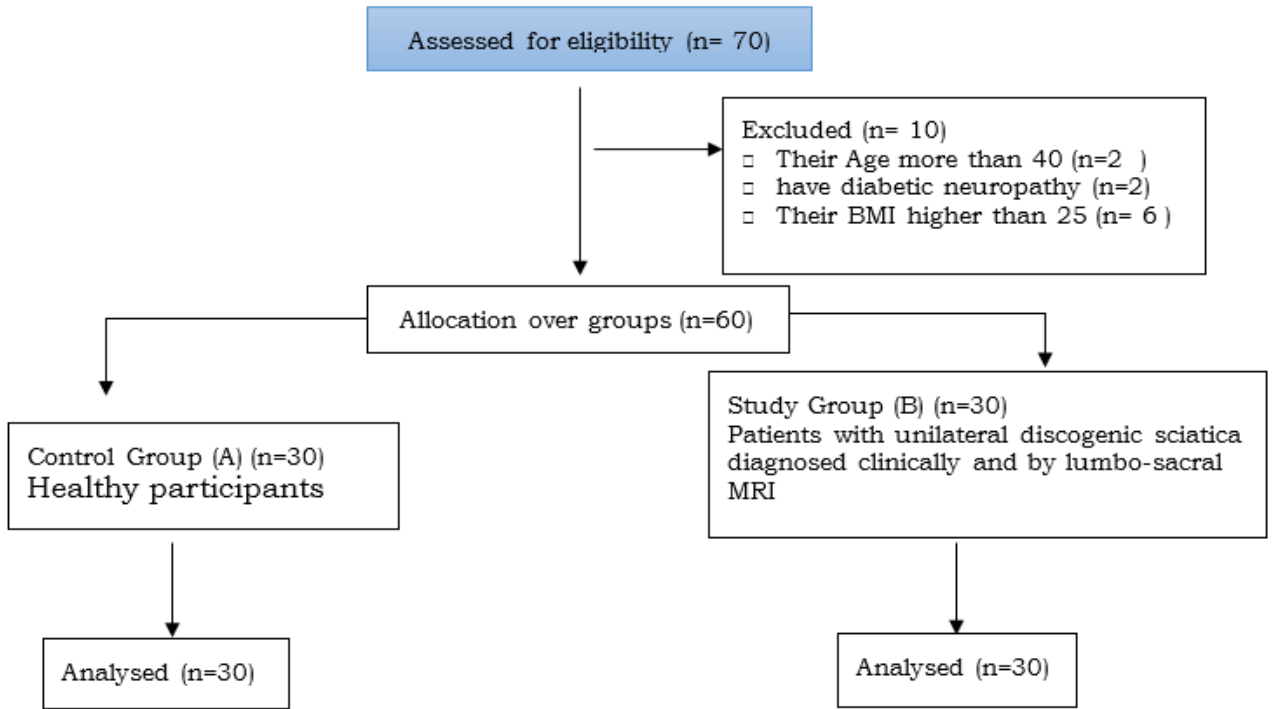 Assessed for eligibility (n= 70)
Excluded (n= 10)
□ Their Age more than 40 (n=2 )
□ have diabetic neuropathy (n=2)
□ Their BMI higher than 25 (n= 6 )
Allocation over groups (n=60)
Control Group (A) (n=30)
Healthy participants
Study Group (B) (n=30)
Patients with unilateral discogenic sciatica
diagnosed clinically and by lumbo-sacral
MRI
Analysed (n=30)
Analysed (n=30)